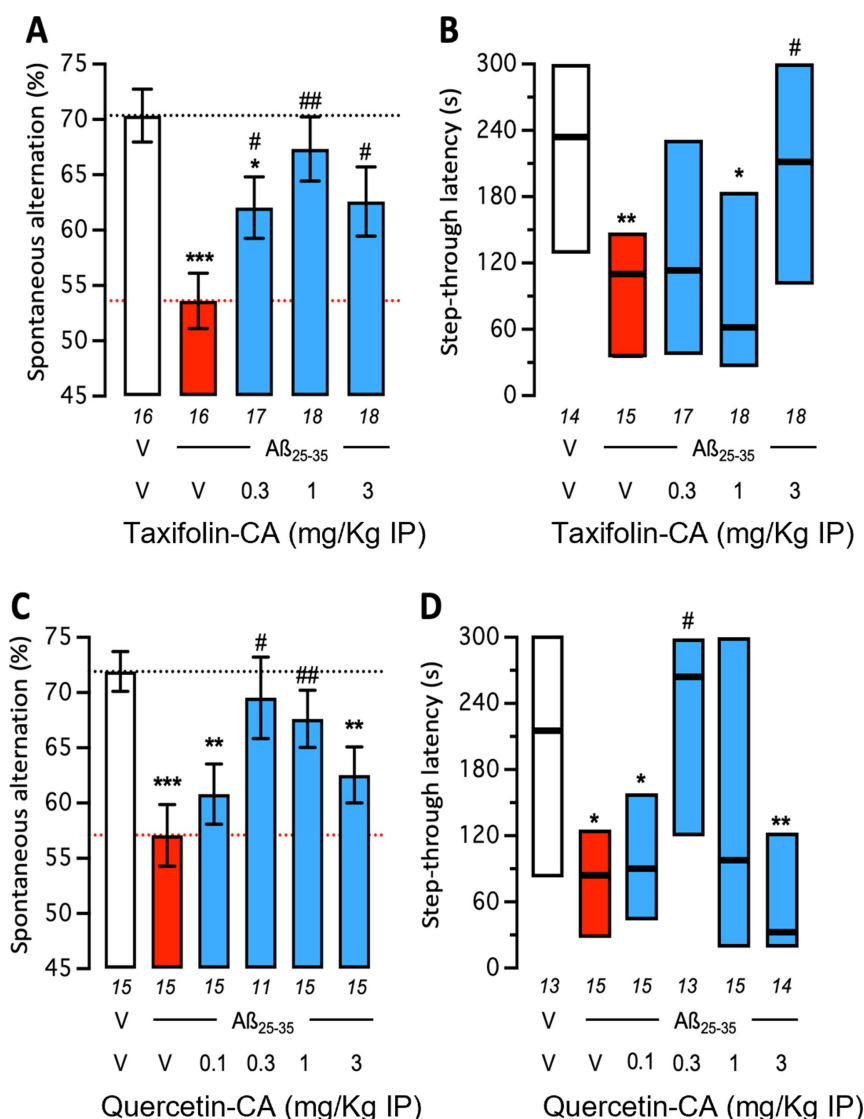 A
Spontaneous alternation (%)
75
70
65
60
55
50
45
***
#
*
##
#
16 16 17 18 18
V Aß25-35
V V 0.3 1 3
Taxifolin-CA (mg/Kg IP)
B
Step-through latency (s)
300
240
180
120
60
0
**
*
#
14 15 17 18 18
V Aß25-35
V V 0.3 1 3
Taxifolin-CA (mg/Kg IP)
C
Spontaneous alternation (%)
75
70
65
60
55
50
45
***
**
#
##
**
15 15 15 11 15 15
V Aß25-35
V V 0.1 0.3 1 3
Quercetin-CA (mg/Kg IP)
D
Step-through latency (s)
300
240
180
120
60
0
*
*
#
**
13 15 15 13 15 14
V Aß25-35
V V 0.1 0.3 1 3
Quercetin-CA (mg/Kg IP)